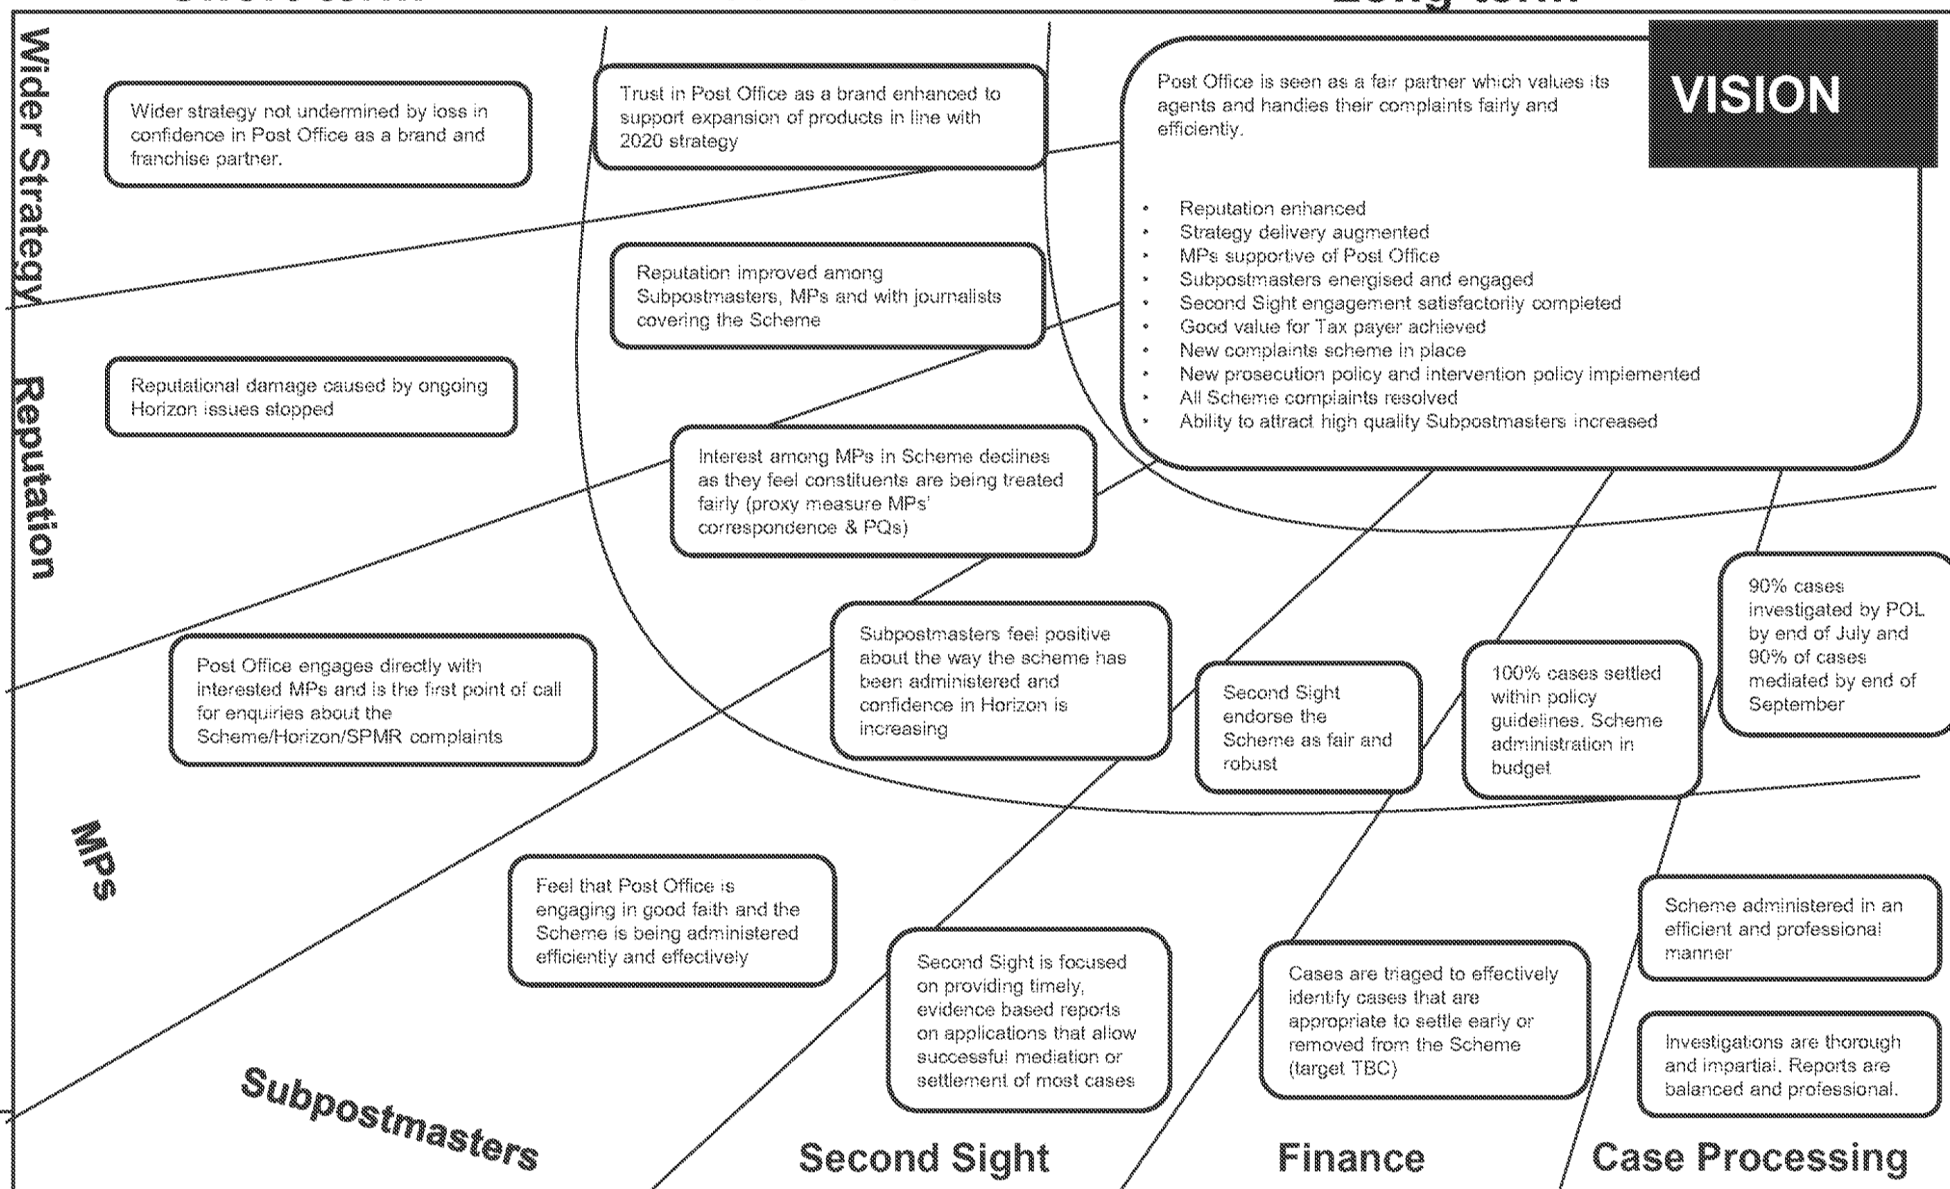 Wider Strategy
Wider strategy not undermined by loss in
confidence in Post Office as a brand and
franchise partner.
Trust in Post Office as a brand enhanced to
support expansion of products in line with
2020 strategy
Post Office is seen as a fair partner which values its
agents and handles their complaints fairly and
efficiently.
VISION
• Reputation enhanced
• Strategy delivery augmented
• MPs supportive of Post Office
• Subpostmasters energised and engaged
• Second Sight engagement satisfactorily completed
• Good value for Tax payer achieved
• New complaints scheme in place
• New prosecution policy and intervention policy implemented
• All Scheme complaints resolved
• Ability to attract high quality Subpostmasters increased
Reputation improved among
Subpostmasters, MPs and with journalists
covering the Scheme
Reputation
Reputational damage caused by ongoing
Horizon issues stopped
Interest among MPs in Scheme declines
as they feel constituents are being treated
fairly (proxy measure MPs'
correspondence & PQs)
Post Office engages directly with
interested MPs and is the first point of call
for enquiries about the
Scheme/Horizon/SPMR complaints
Subpostmasters feel positive
about the way the scheme has
been administered and
confidence in Horizon is
increasing
Second Sight
endorse the
Scheme as fair and
robust
100% cases settled
within policy
guidelines. Scheme
administration in
budget
90% cases
investigated by POL
by end of July and
90% of cases
mediated by end of
September
MPs
Feel that Post Office is
engaging in good faith and the
Scheme is being administered
efficiently and effectively
Second Sight is focused
on providing timely,
evidence based reports
on applications that allow
successful mediation or
settlement of most cases
Cases are triaged to effectively
identify cases that are
appropriate to settle early or
removed from the Scheme
(target TBC)
Scheme administered in an
efficient and professional
manner
Investigations are thorough
and impartial. Reports are
balanced and professional.
Subpostmasters
Second Sight
Finance
Case Processing